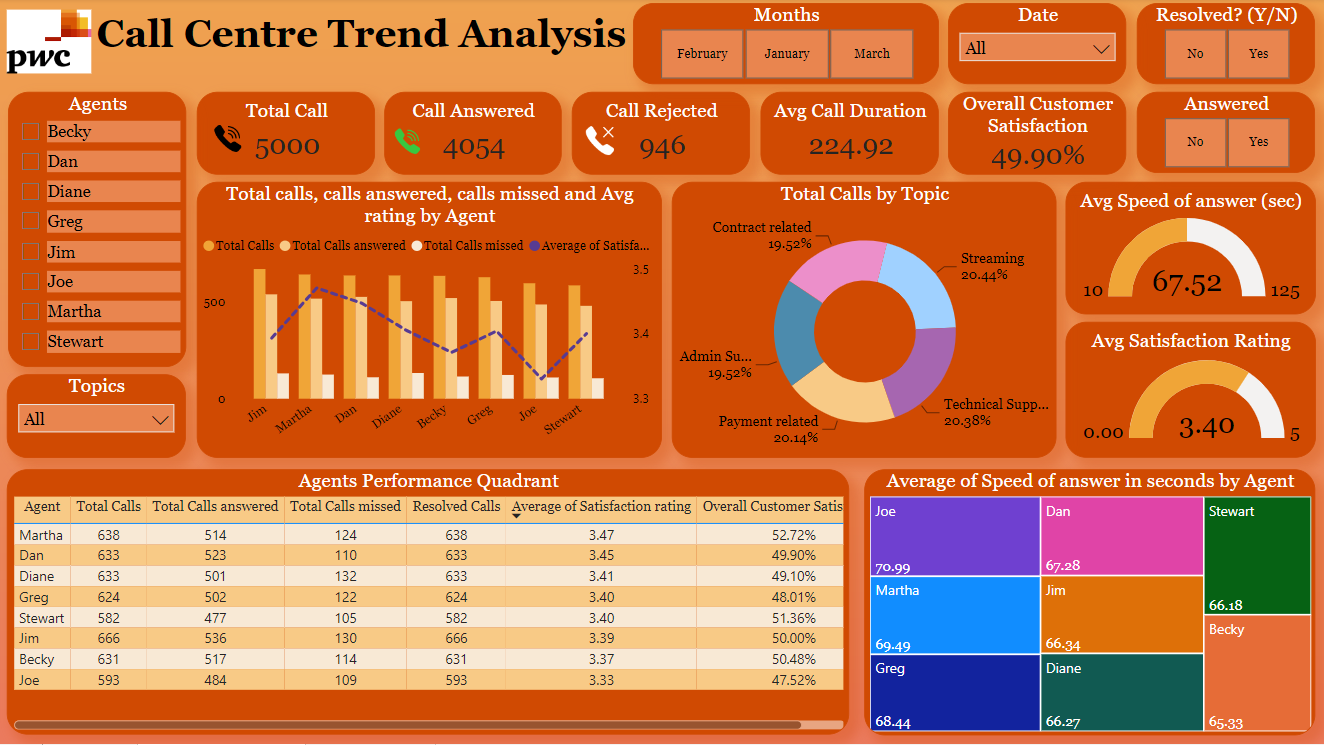 pwc
Call Centre Trend Analysis
Months
February
January
March
Date
All
Resolved? (Y/N)
No
Yes
Agents
Becky
Dan
Diane
Greg
Jim
Joe
Martha
Stewart
Total Call
5000
Call Answered
4054
Call Rejected
946
Avg Call Duration
224.92
Overall Customer
Satisfaction
49.90%
Answered
No
Yes
Topics
All
Total calls, calls answered, calls missed and Avg
rating by Agent
Total Calls Total Calls answered Total Calls missed Average of Satisfa...
500
0
3.5
3.4
3.3
Jim
Martha
Dan
Diane
Becky
Greg
Joe
Stewart
Total Calls by Topic
Contract related
19.52%
Streaming
20.44%
Admin Su...
19.52%
Technical Supp...
20.38%
Payment related
20.14%
Avg Speed of answer (sec)
10
67.52
125
Avg Satisfaction Rating
0.00
3.40
5
Agents Performance Quadrant
Agent Total Calls Total Calls answered Total Calls missed Resolved Calls Average of Satisfaction rating Overall Customer Satis
Martha 638 514 124 638 3.47 52.72%
Dan 633 523 110 633 3.45 49.90%
Diane 633 501 132 633 3.41 49.10%
Greg 624 502 122 624 3.40 48.01%
Stewart 582 477 105 582 3.40 51.36%
Jim 666 536 130 666 3.39 50.00%
Becky 631 517 114 631 3.37 50.48%
Joe 593 484 109 593 3.33 47.52%
Average of Speed of answer in seconds by Agent
Joe
70.99
Martha
69.49
Greg
68.44
Dan
67.28
Jim
66.34
Diane
66.27
Stewart
66.18
Becky
65.33